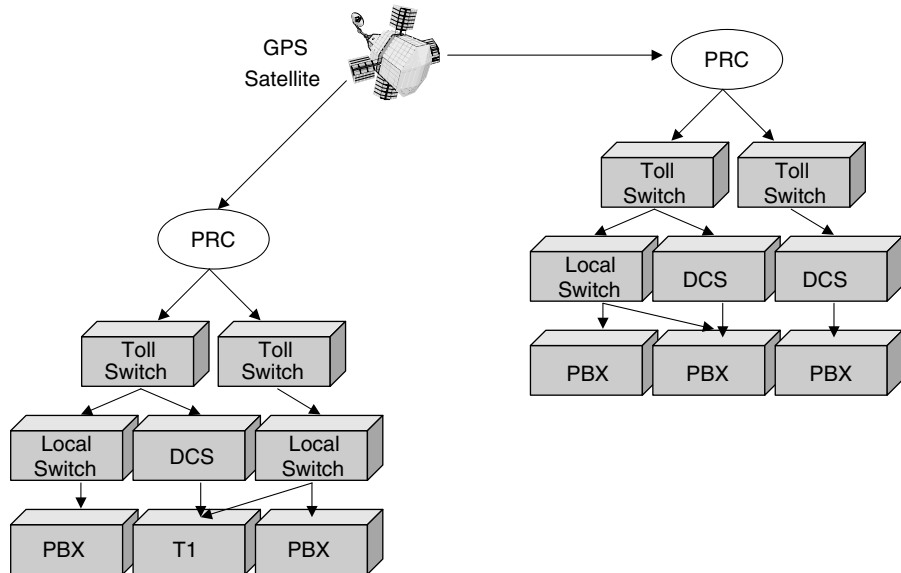 GPS
Satellite
PRC
Toll
Switch
Toll
Switch
Local
Switch
DCS
DCS
PBX
PBX
PBX
PRC
Toll
Switch
Toll
Switch
Local
Switch
DCS
Local
Switch
PBX
T1
PBX